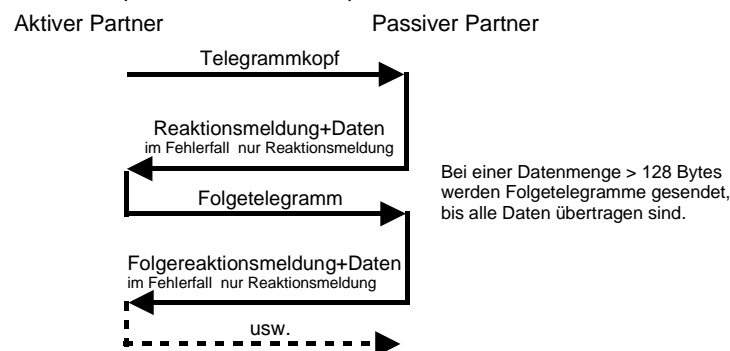 Aktiver Partner
Passiver Partner
Telegrammkopf
Reaktionsmeldung+Daten
im Fehlerfall nur Reaktionsmeldung
Bei einer Datenmenge > 128 Bytes
werden Folgetelegramme gesendet,
bis alle Daten übertragen sind.
Folgetelegramm
Folgereaktionsmeldung+Daten
im Fehlerfall nur Reaktionsmeldung
usw.